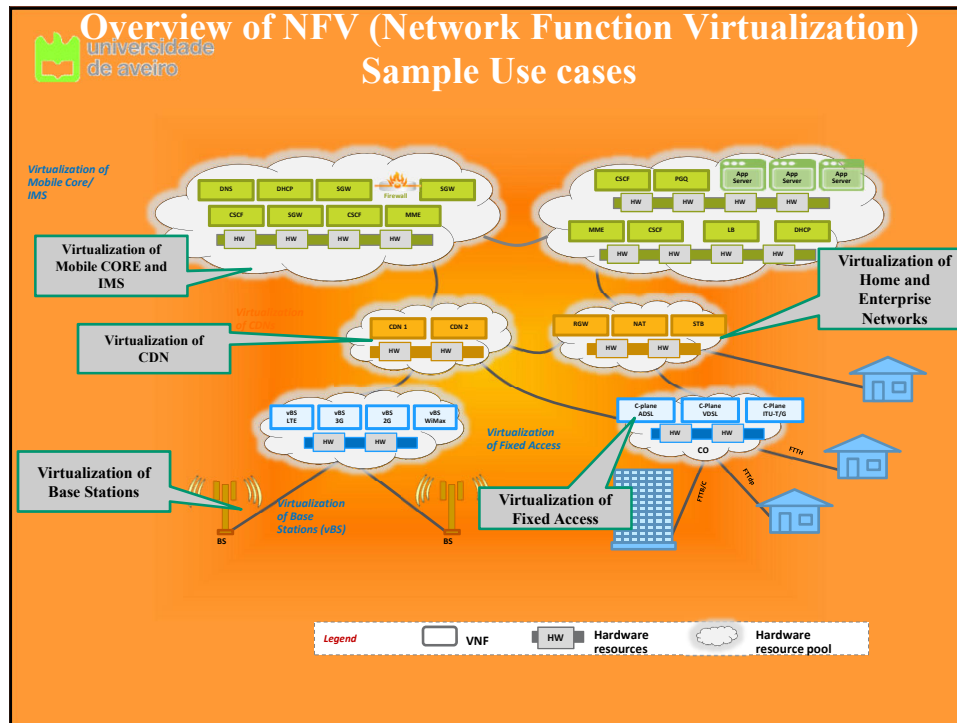 Overview of NFV (Network Function Virtualization)
Sample Use cases
universidade
de aveiro
Virtualization of
Mobile Core/
IMS
DNS
DHCP
SGW
Firewall
SGW
CSCF
SGW
CSCF
MME
HW
HW
HW
HW
CSCF
PGQ
App
Server
App
Server
App
Server
HW
HW
HW
HW
MME
CSCF
LB
DHCP
HW
HW
HW
HW
Virtualization of
Mobile CORE and
IMS
Virtualization of
Home and
Enterprise
Networks
Virtualization
of CDNs
Virtualization of
CDN
CDN 1
CDN 2
HW
HW
RGW
NAT
STB
HW
HW
vBS
LTE
vBS
3G
vBS
2G
vBS
WiMax
HW
HW
Virtualization
of Fixed Access
C-plane
ADSL
C-Plane
VDSL
C-Plane
ITU-T/G
HW
HW
CO
Virtualization of
Base Stations
Virtualization
of Base
Stations (vBS)
BS
BS
Virtualization of
Fixed Access
FTTB/C
FTTdp
FTTH
Legend
VNF
HW
Hardware
resources
Hardware
resource pool